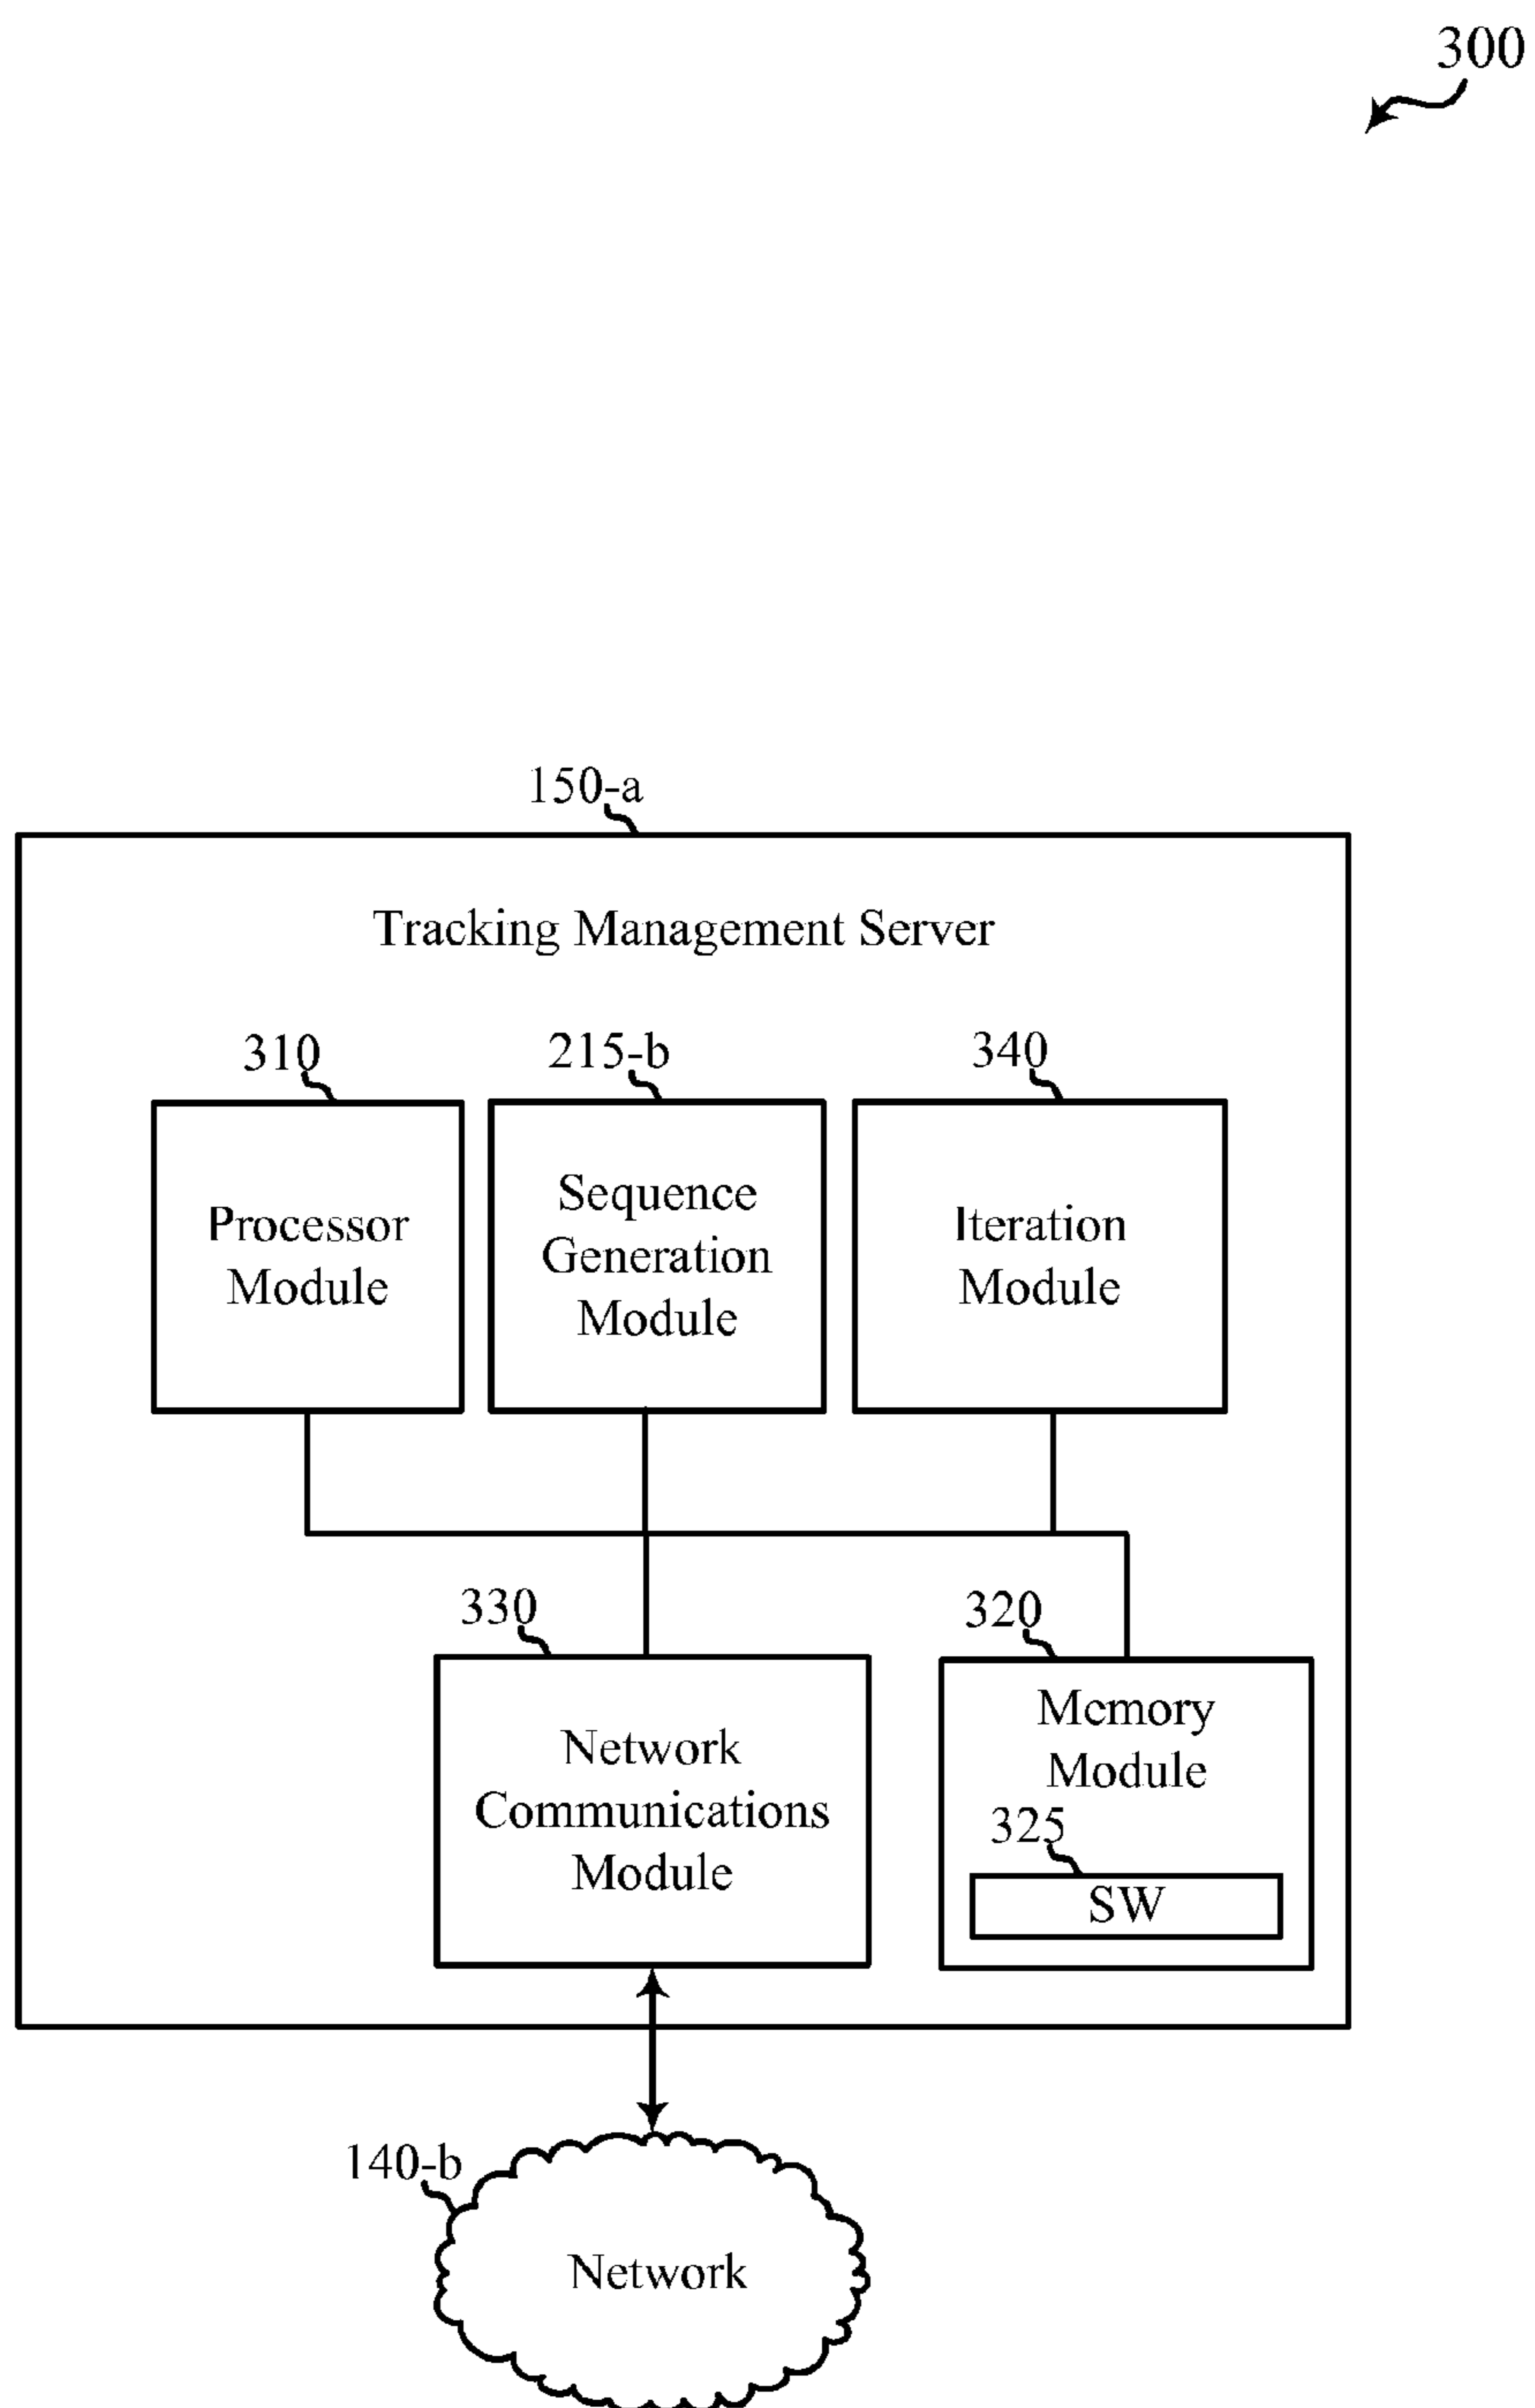 300
150-a
Tracking Management Server
310
215-b
340
Processor
Module
Sequence
Generation
Module
Iteration
Module
330
320
Network
Communications
Module
Memory
Module
325
SW
140-b
Network